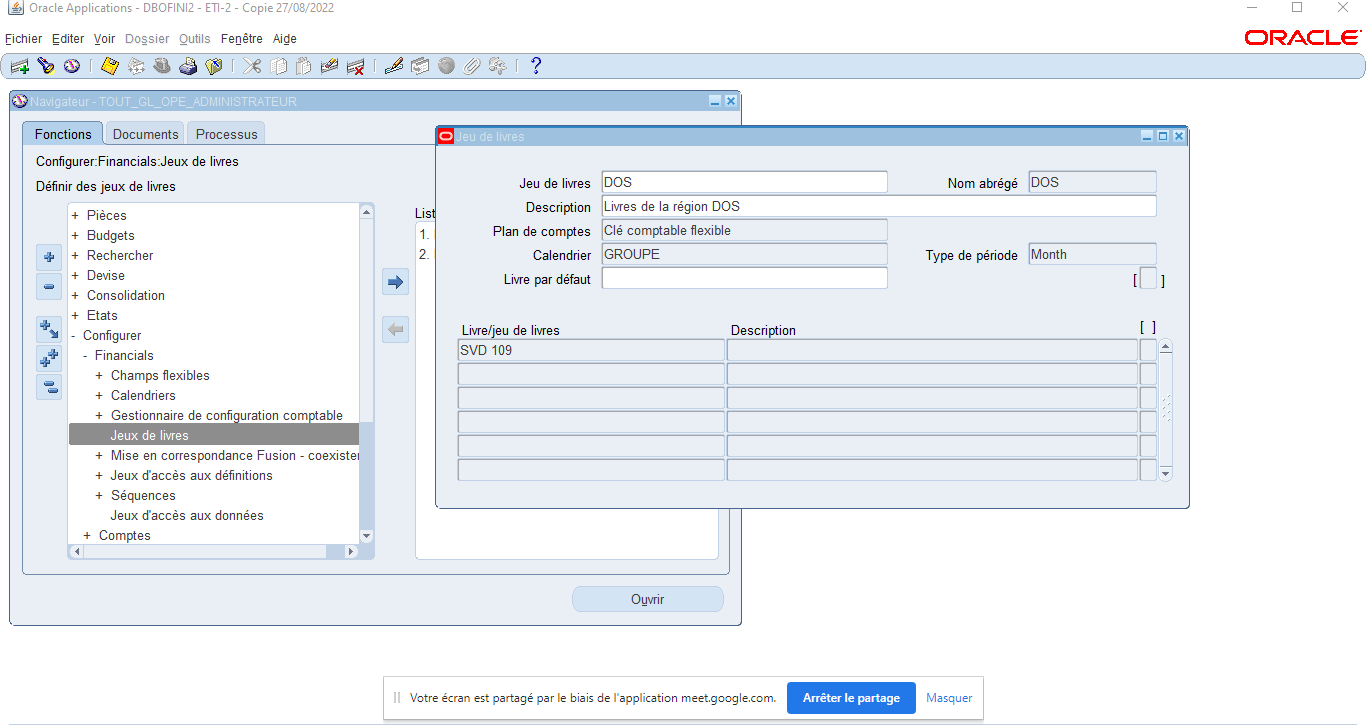 Oracle Applications - DBOFINI2 - ETI-2 - Copie 27/08/2022
Fichier Editer Voir Dossier Outils Fenêtre Aide
ORACLE
Navigateur - TOUT_GL_OPE_ADMINISTRATEUR
Fonctions Documents Processus
Configurer:Financials:Jeux de livres
Définir des jeux de livres
+ Pièces
+ Budgets
+ Rechercher
+ Devise
+ Consolidation
+ Etats
- Configurer
- Financials
+ Champs flexibles
+ Calendriers
+ Gestionnaire de configuration comptable
Jeux de livres
+ Mise en correspondance Fusion - coexister
+ Jeux d'accès aux définitions
+ Séquences
Jeux d'accès aux données
+ Comptes
List
1.
2.
Ouvrir
Jeu de livres
Jeu de livres DOS Nom abrégé DOS
Description Livres de la région DOS
Plan de comptes Clé comptable flexible
Calendrier GROUPE Type de période Month
Livre par défaut [ ]
Livre/jeu de livres Description [ ]
SVD 109
Votre écran est partagé par le biais de l'application meet.google.com. Arrêter le partage Masquer